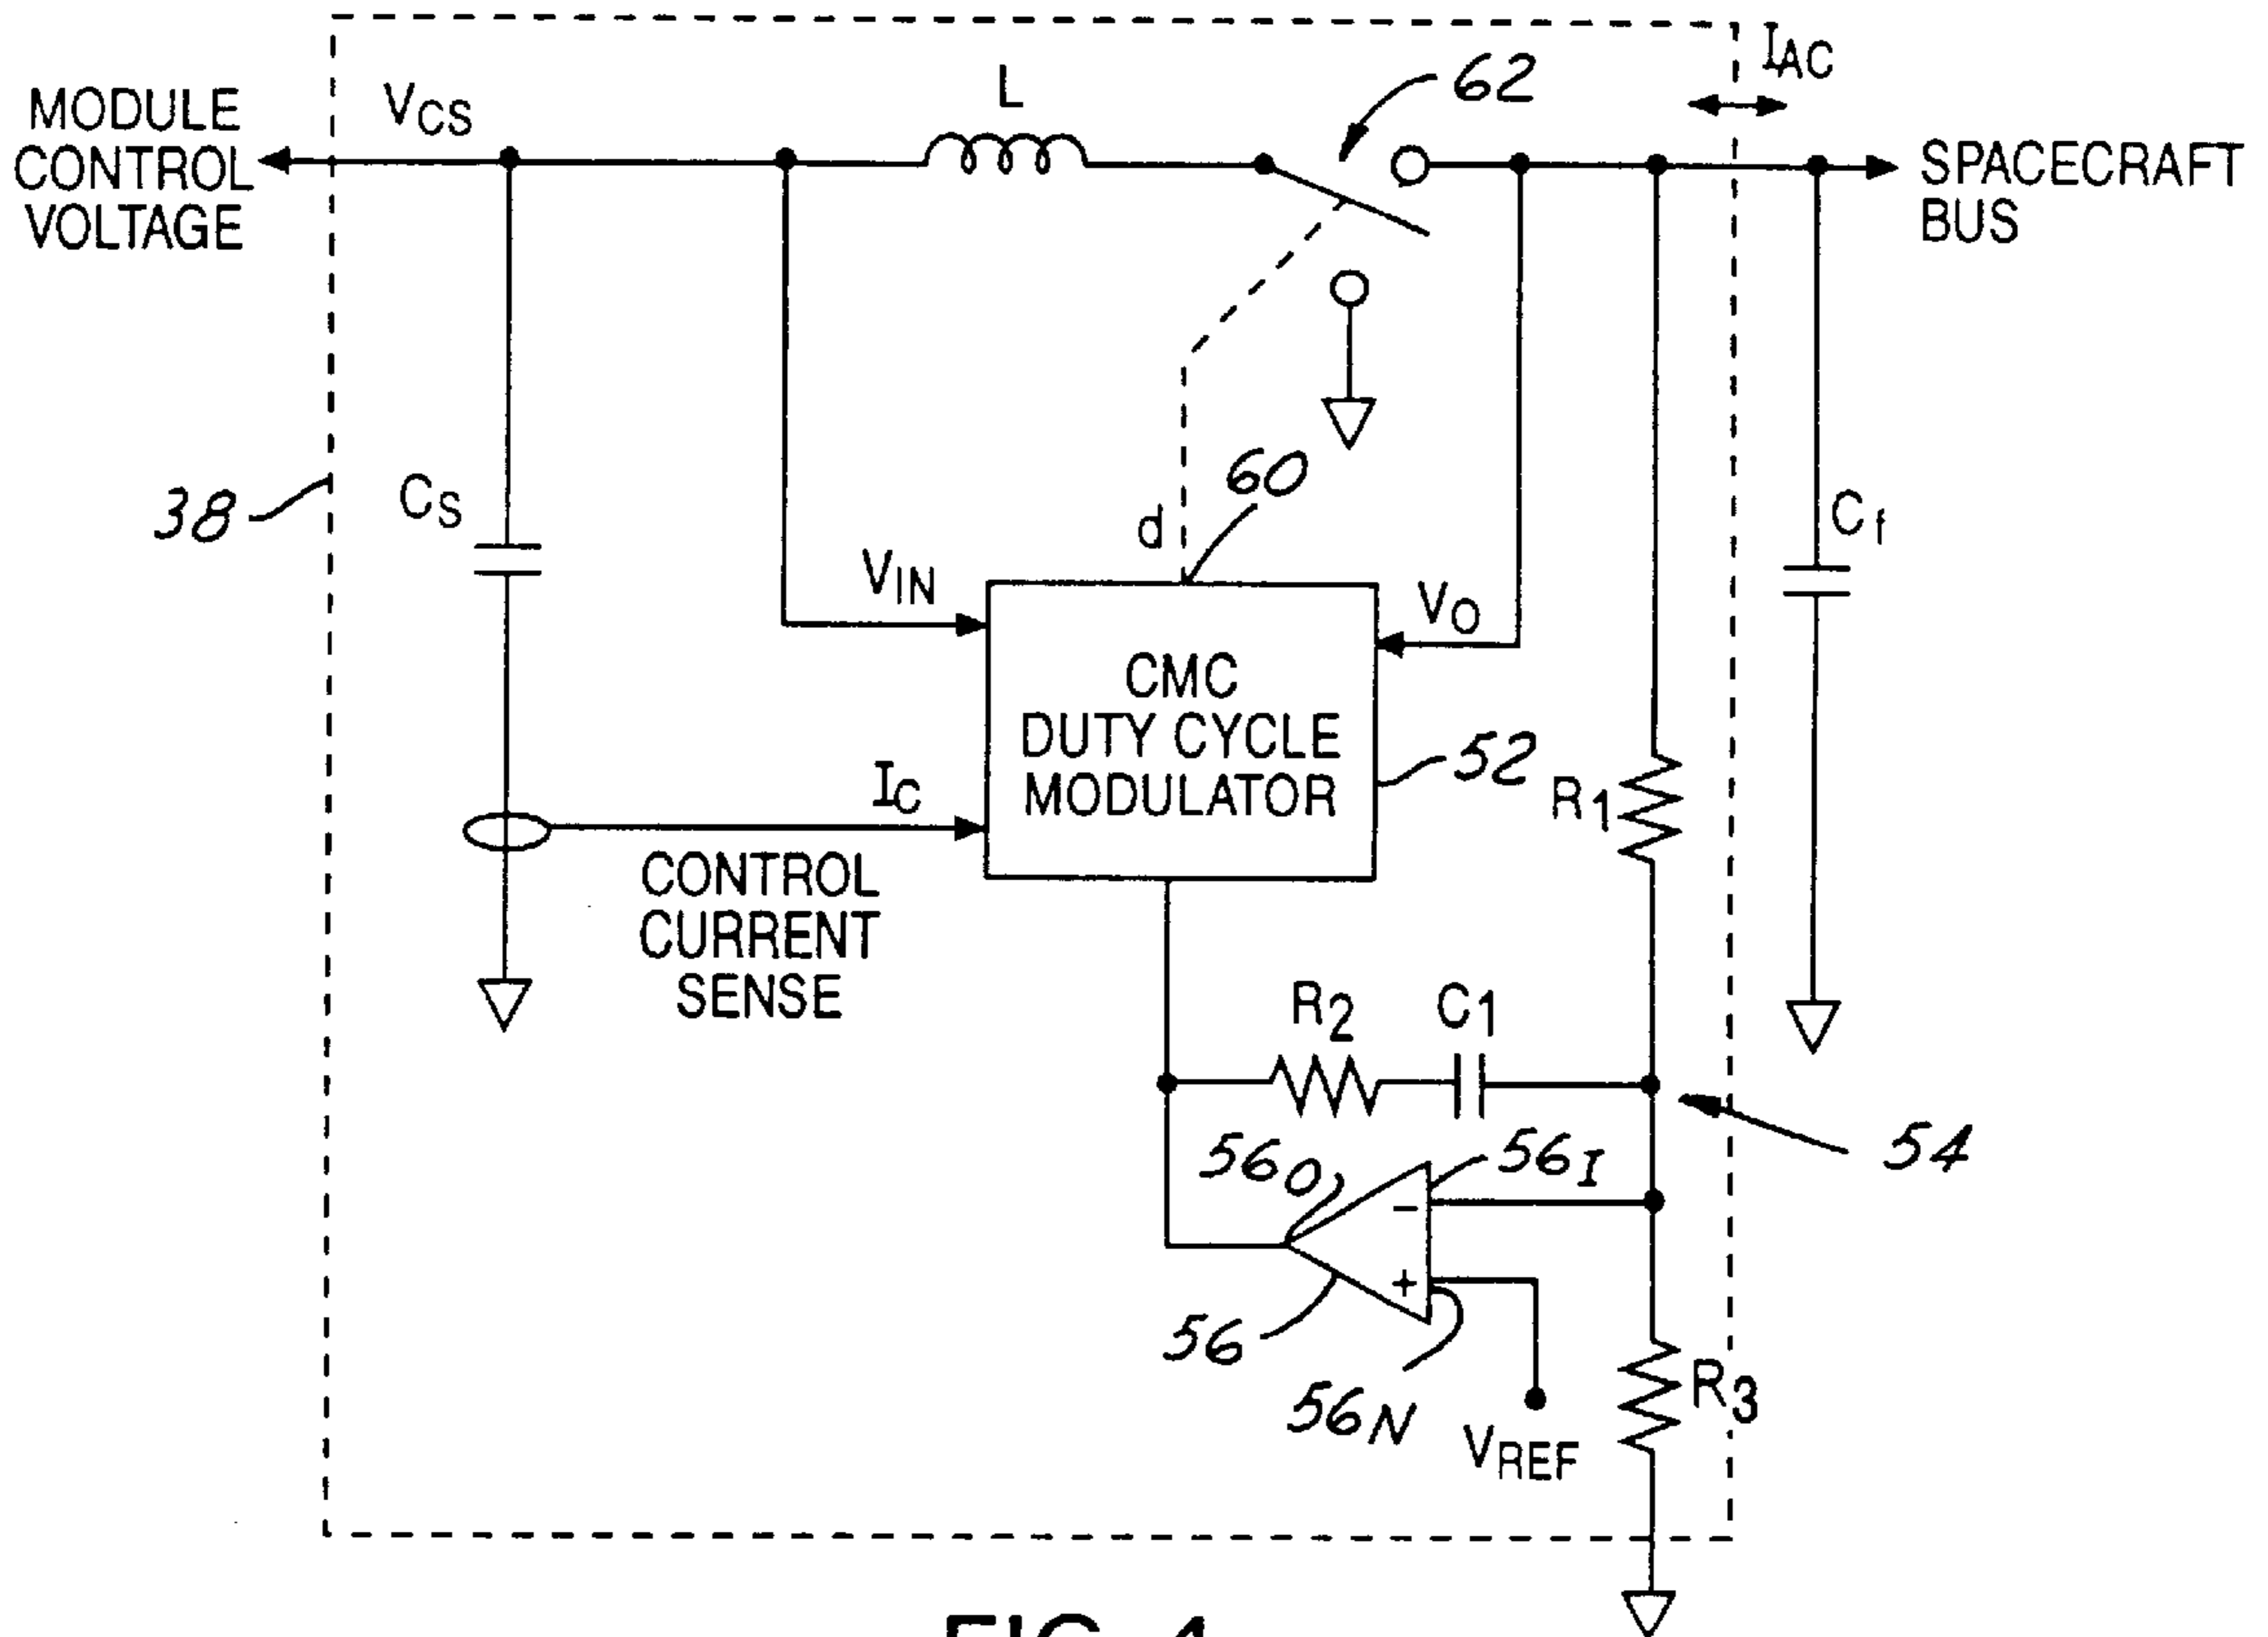 MODULE
CONTROL
VOLTAGE
VCS
L
62
IAC
SPACECRAFT
BUS
38
CS
VIN
d
60
VO
Cf
CMC
DUTY CYCLE
MODULATOR
52
R1
IC
CONTROL
CURRENT
SENSE
R2
C1
54
56O
56I
−
+
56
56N
VREF
R3